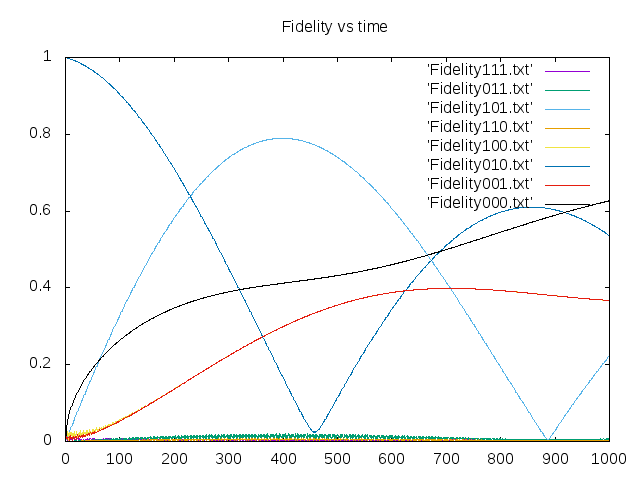 Fidelity vs time
1
0.8
0.6
0.4
0.2
0
'Fidelity111.txt'
'Fidelity011.txt'
'Fidelity101.txt'
'Fidelity110.txt'
'Fidelity100.txt'
'Fidelity010.txt'
'Fidelity001.txt'
'Fidelity000.txt'
0 100 200 300 400 500 600 700 800 900 1000